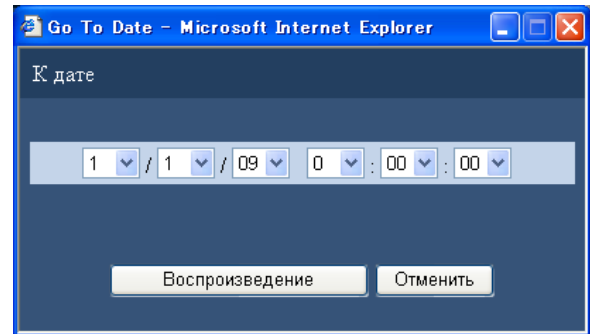 Go To Date - Microsoft Internet Explorer
К дате
1 / 1 / 09 0 : 00 : 00
Воспроизведение Отменить